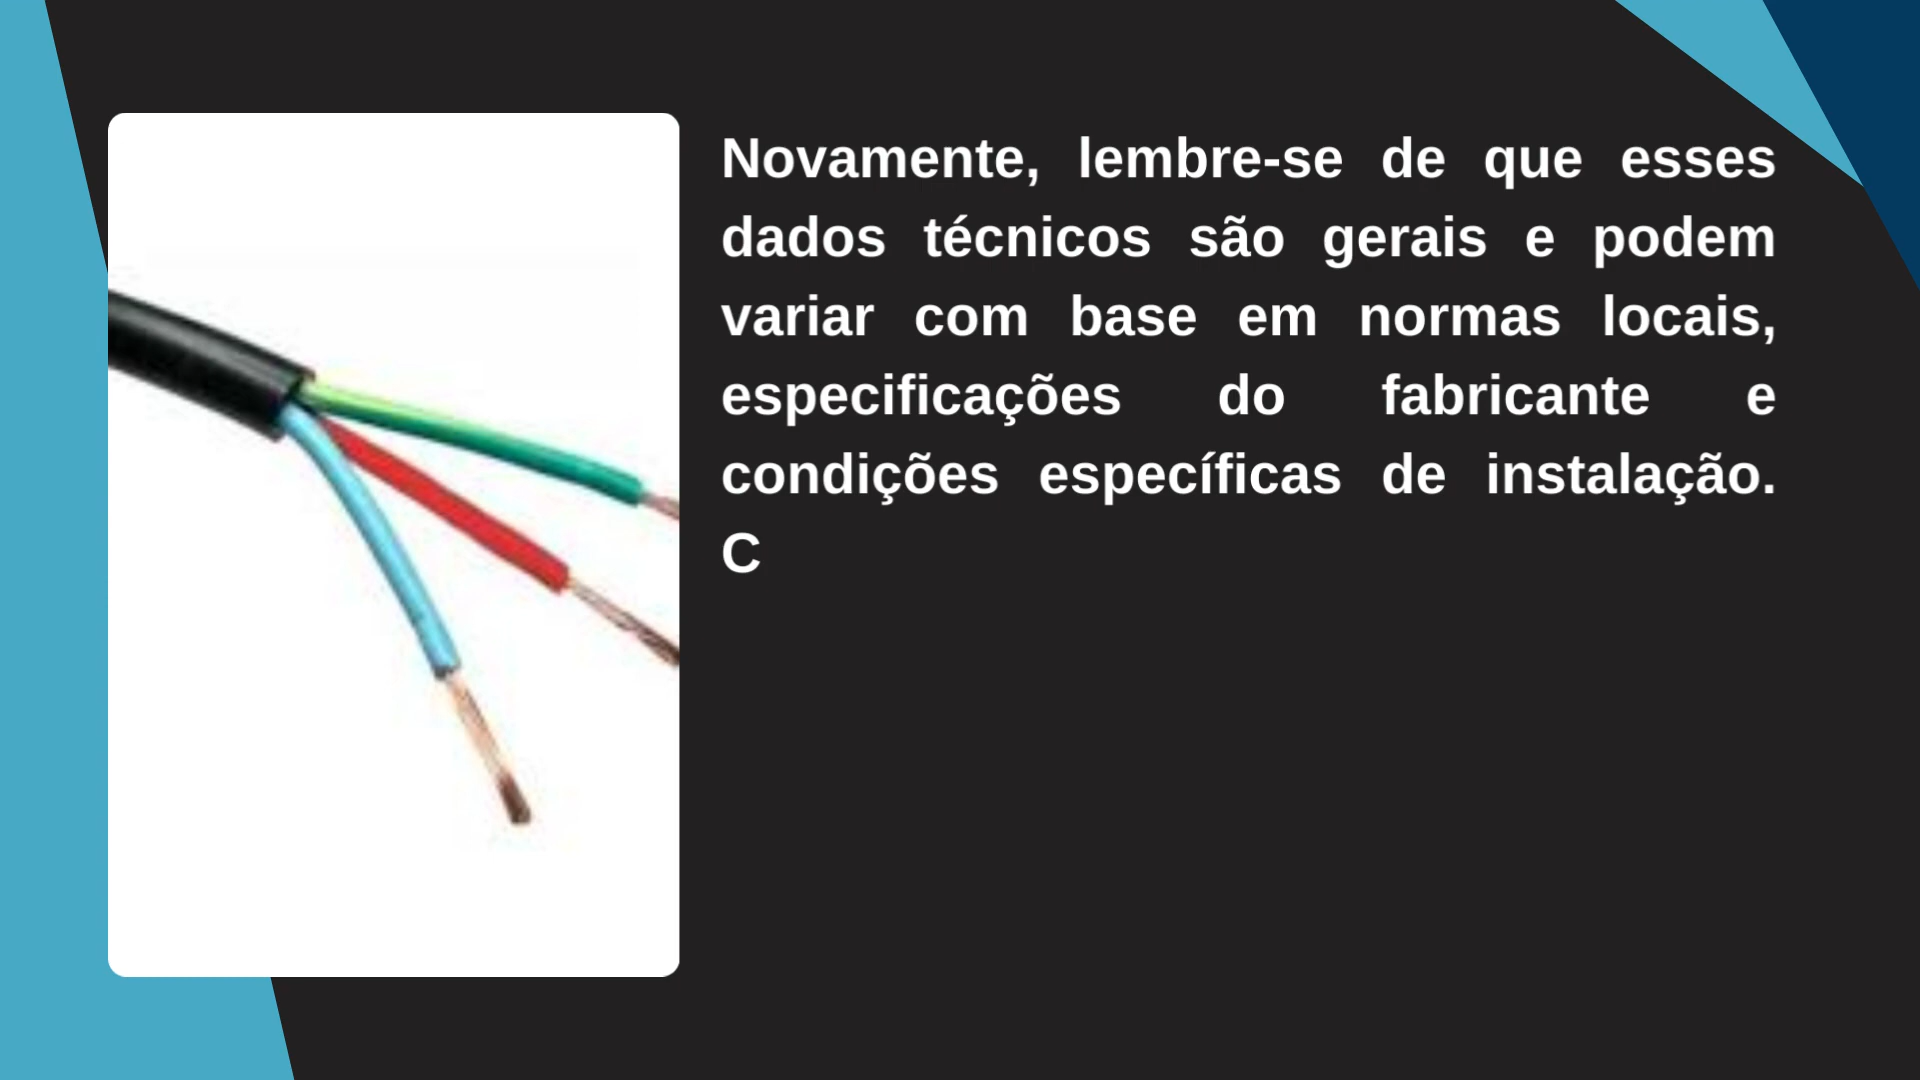 Novamente, lembre-se de que esses
dados técnicos são gerais e podem
variar com base em normas locais,
especificações do fabricante e
condições específicas de instalação.
C